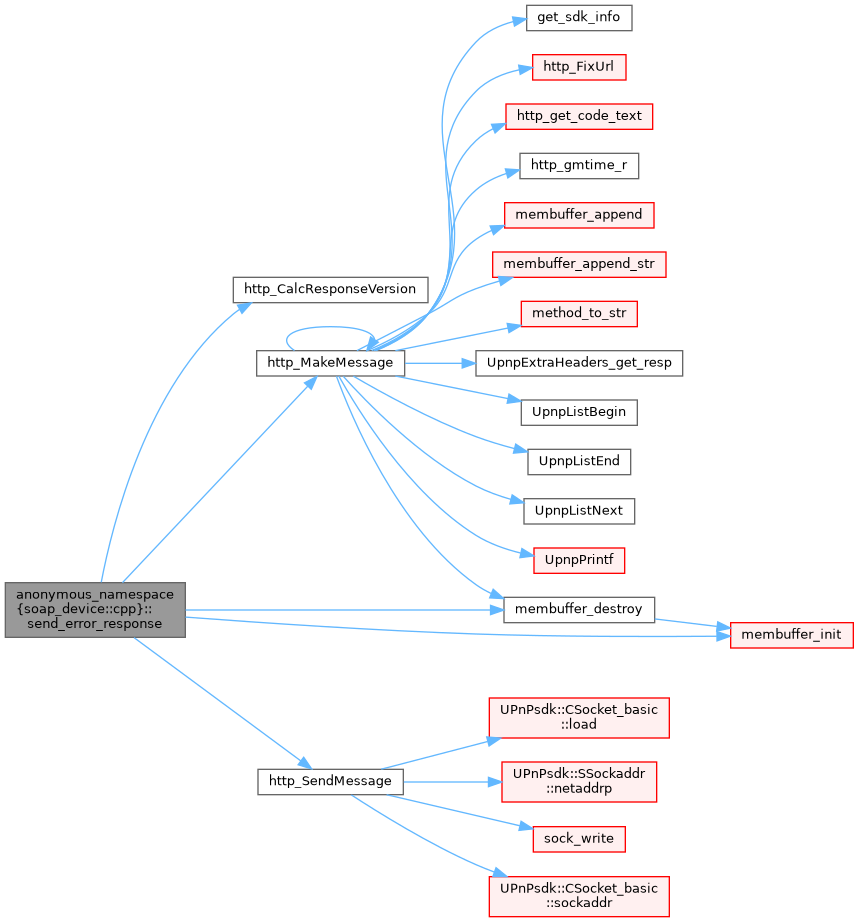 get_sdk_info
http_FixUrl
http_get_code_text
http_gmtime_r
membuffer_append
membuffer_append_str
http_CalcResponseVersion
method_to_str
http_MakeMessage
UpnpExtraHeaders_get_resp
UpnpListBegin
UpnpListEnd
UpnpListNext
UpnpPrintf
anonymous_namespace
{soap_device::cpp}::
send_error_response
membuffer_destroy
membuffer_init
UPnPsdk::CSocket_basic
::load
http_SendMessage
UPnPsdk::SSockaddr
::netaddrp
sock_write
UPnPsdk::CSocket_basic
::sockaddr